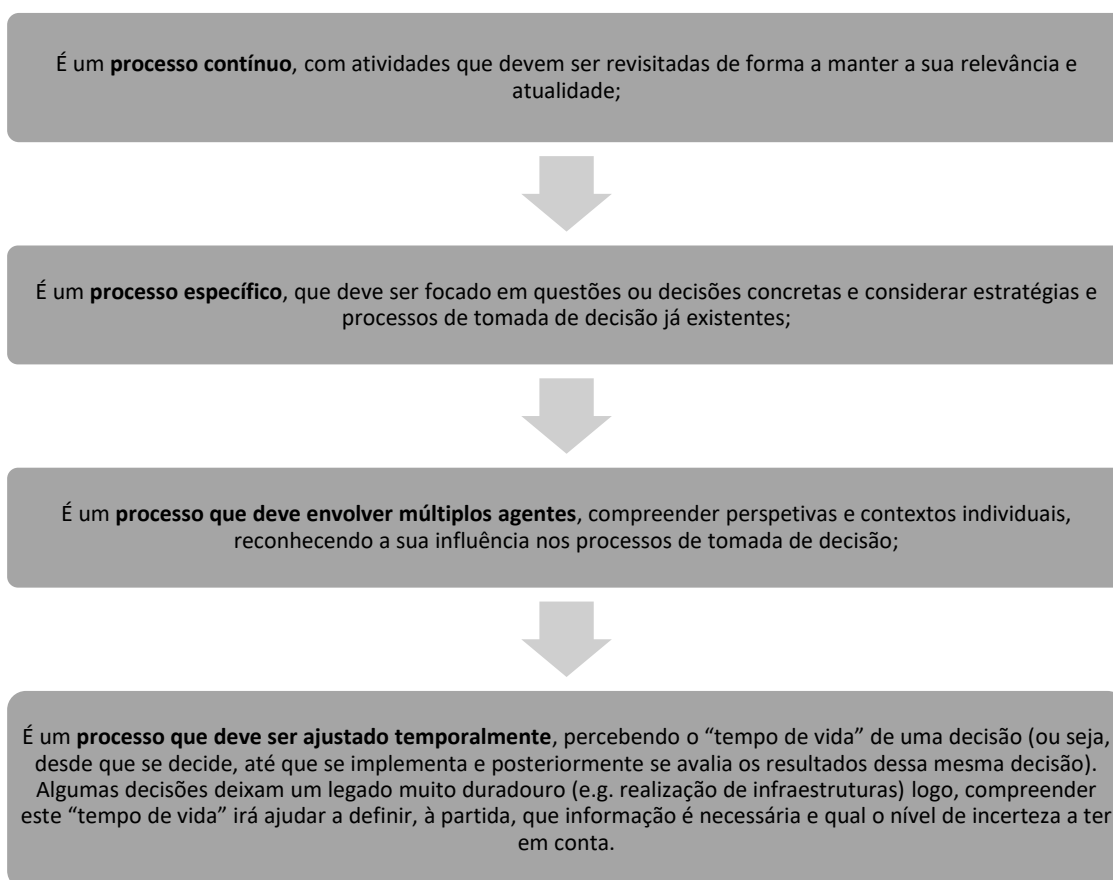 É um processo contínuo, com atividades que devem ser revisitadas de forma a manter a sua relevância e
atualidade;
É um processo específico, que deve ser focado em questões ou decisões concretas e considerar estratégias e
processos de tomada de decisão já existentes;
É um processo que deve envolver múltiplos agentes, compreender perspetivas e contextos individuais,
reconhecendo a sua influência nos processos de tomada de decisão;
É um processo que deve ser ajustado temporalmente, percebendo o “tempo de vida” de uma decisão (ou seja,
desde que se decide, até que se implementa e posteriormente se avalia os resultados dessa mesma decisão).
Algumas decisões deixam um legado muito duradouro (e.g. realização de infraestruturas) logo, compreender
este “tempo de vida” irá ajudar a definir, à partida, que informação é necessária e qual o nível de incerteza a ter
em conta.